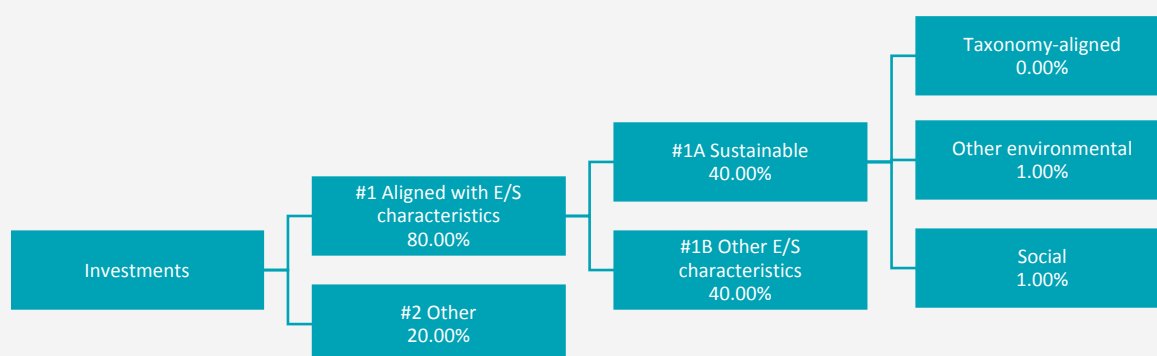 Investments
#1 Aligned with E/S
characteristics
80.00%
#2 Other
20.00%
#1A Sustainable
40.00%
#1B Other E/S
characteristics
40.00%
Taxonomy-aligned
0.00%
Other environmental
1.00%
Social
1.00%